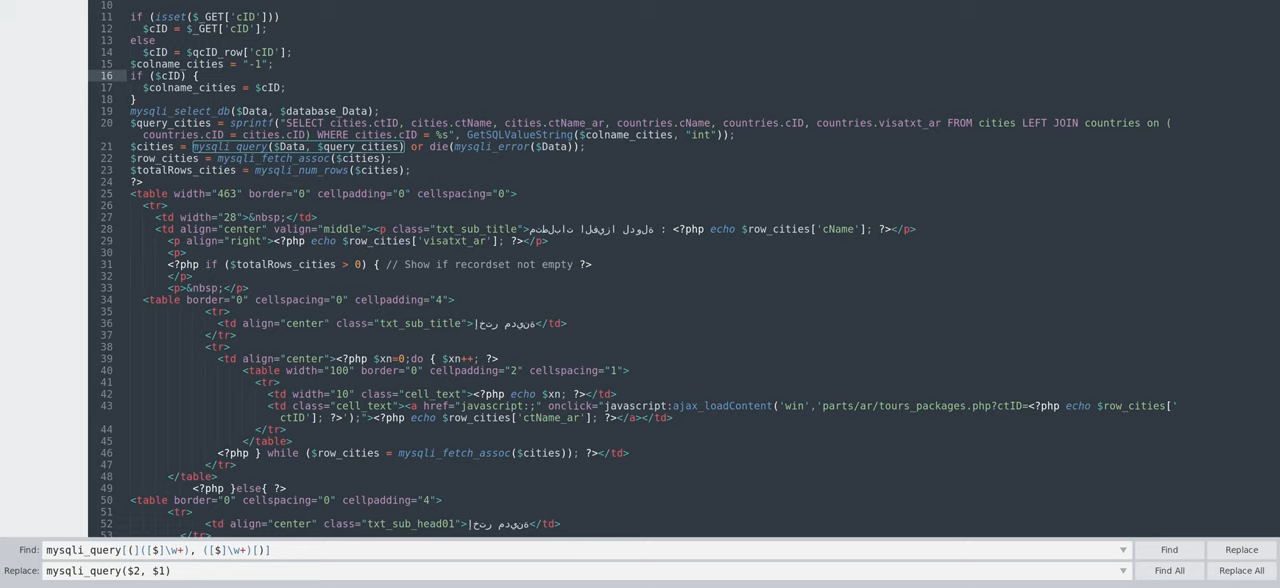 10
11 if (isset($_GET['cID']))
12 $cID = $_GET['cID'];
13 else
14 $cID = $qcID_row['cID'];
15 $colname_cities = "-1";
16 if ($cID) {
17 $colname_cities = $cID;
18 }
19 mysqli_select_db($Data, $database_Data);
20 $query_cities = sprintf("SELECT cities.ctID, cities.ctName, cities.ctName_ar, countries.cName, countries.cID, countries.visatxt_ar FROM cities LEFT JOIN countries on (
countries.cID = cities.cID) WHERE cities.cID = %s", GetSQLValueString($colname_cities, "int"));
21 $cities = mysqli_query($Data, $query_cities) or die(mysqli_error($Data));
22 $row_cities = mysqli_fetch_assoc($cities);
23 $totalRows_cities = mysqli_num_rows($cities);
24 ?>
25 <table width="463" border="0" cellpadding="0" cellspacing="0">
26 <tr>
27 <td width="28">&nbsp;</td>
28 <td align="center" valign="middle"><p class="txt_sub_title">متطلبات الفيزا لدولة : <?php echo $row_cities['cName']; ?></p>
29 <p align="right"><?php echo $row_cities['visatxt_ar']; ?></p>
30 <p>
31 <?php if ($totalRows_cities > 0) { // Show if recordset not empty ?>
32 </p>
33 <p>&nbsp;</p>
34 <table border="0" cellspacing="0" cellpadding="4">
35 <tr>
36 <td align="center" class="txt_sub_title">إختر مدينة</td>
37 </tr>
38 <tr>
39 <td align="center"><?php $xn=0;do { $xn++; ?>
40 <table width="100" border="0" cellpadding="2" cellspacing="1">
41 <tr>
42 <td width="10" class="cell_text"><?php echo $xn; ?></td>
43 <td class="cell_text"><a href="javascript:;" onclick="javascript:ajax_loadContent('win','parts/ar/tours_packages.php?ctID=<?php echo $row_cities['
ctID']; ?>');"><?php echo $row_cities['ctName_ar']; ?></a></td>
44 </tr>
45 </table>
46 <?php } while ($row_cities = mysqli_fetch_assoc($cities)); ?></td>
47 </tr>
48 </table>
49 <?php }else{ ?>
50 <table border="0" cellspacing="0" cellpadding="4">
51 <tr>
52 <td align="center" class="txt_sub_head01">إختر مدينة</td>
53 </tr>
Find: mysqli_query[(]([$]\w+), ([$]\w+)[)] Find Replace
Replace: mysqli_query($2, $1) Find All Replace All